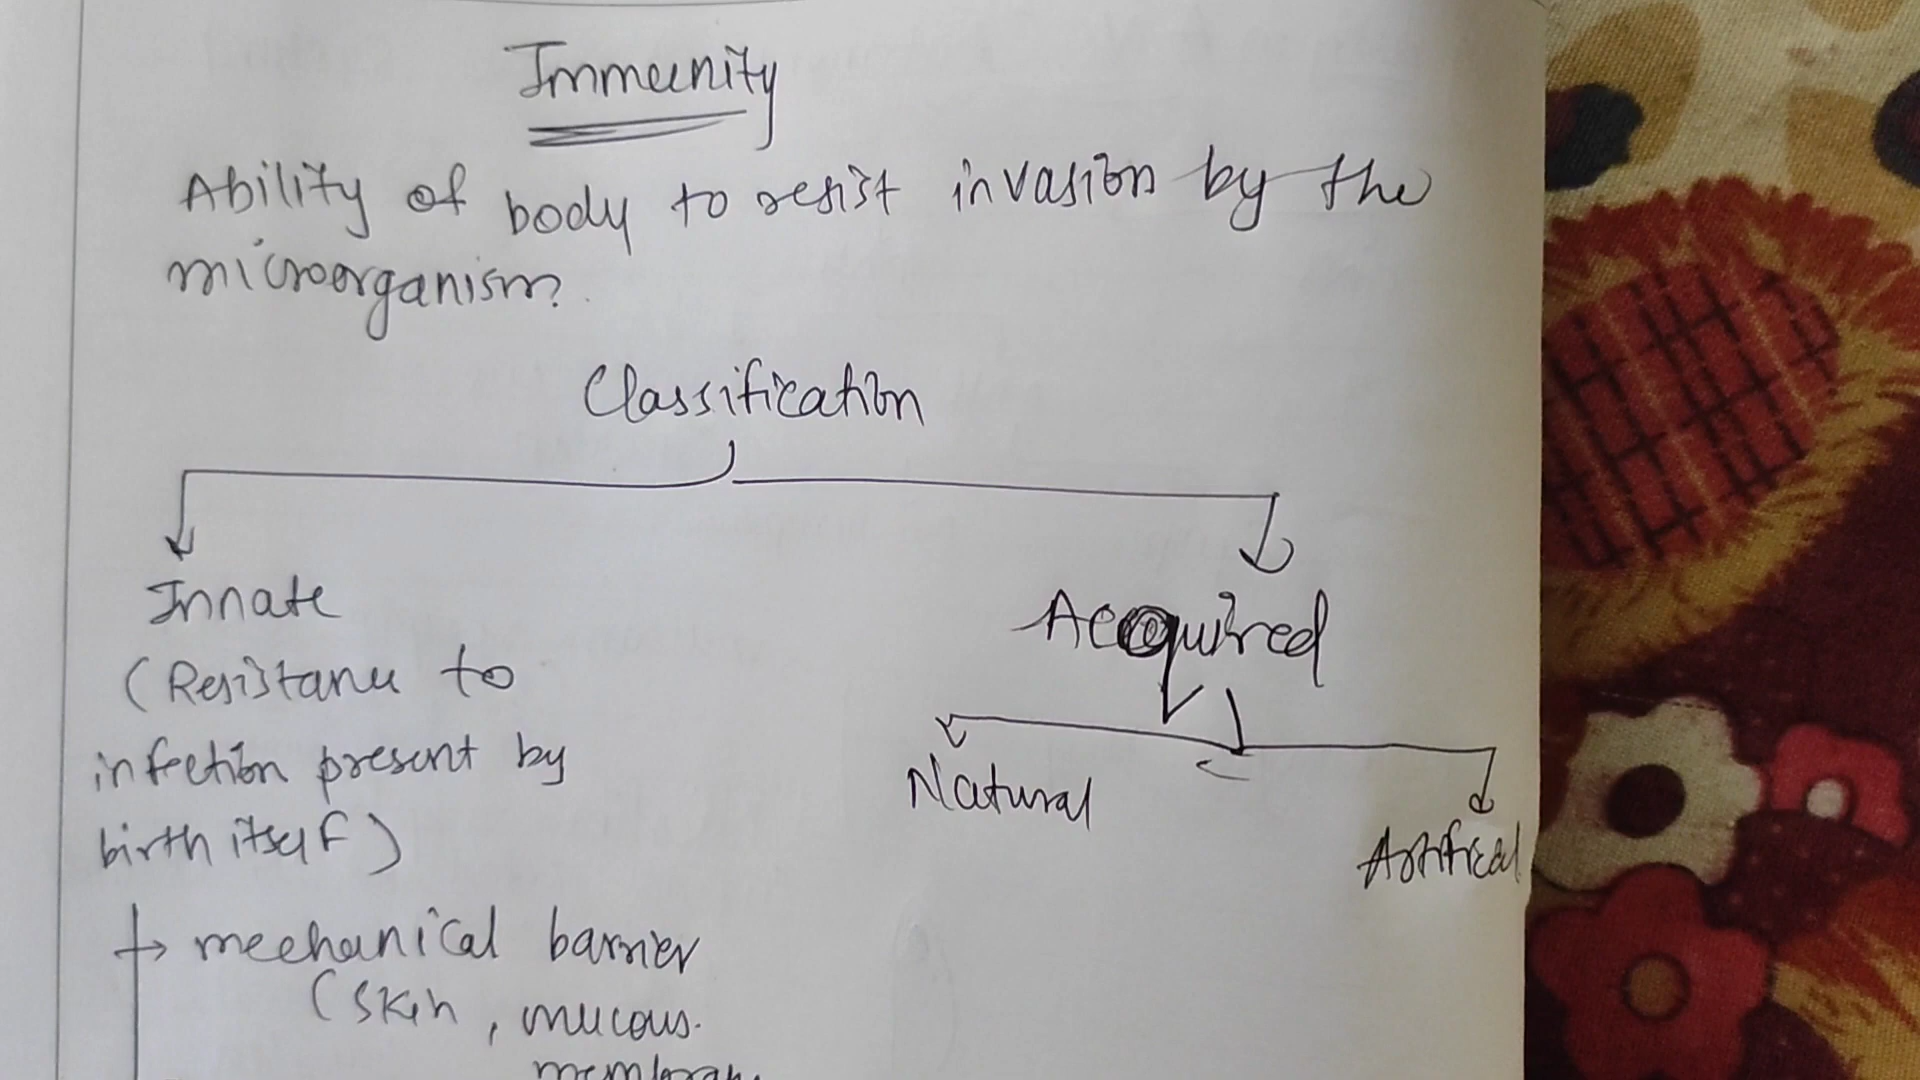 Immunity
Ability of body to resist invasion by the
microorganism.
Classification
Innate
(Resistance to
infection present by
birth itself)
→ mechanical barrier
(Skin, mucous
membran
Acquired
Natural
Artifical